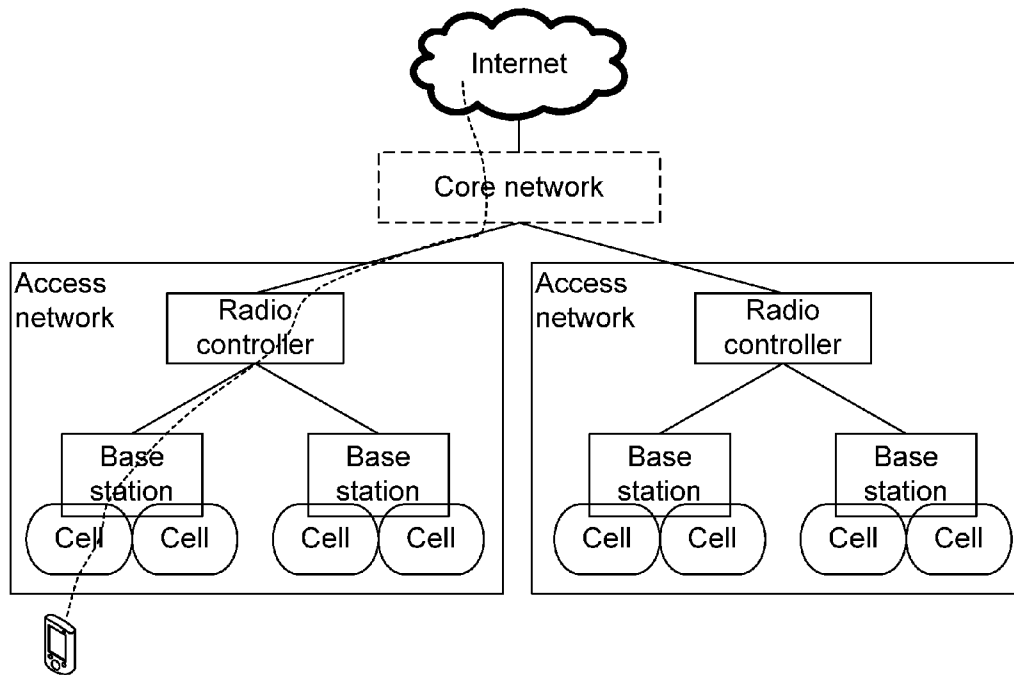 Internet
Core network
Access
network
Radio
controller
Base
station
Cell
Cell
Base
station
Cell
Cell
Access
network
Radio
controller
Base
station
Cell
Cell
Base
station
Cell
Cell